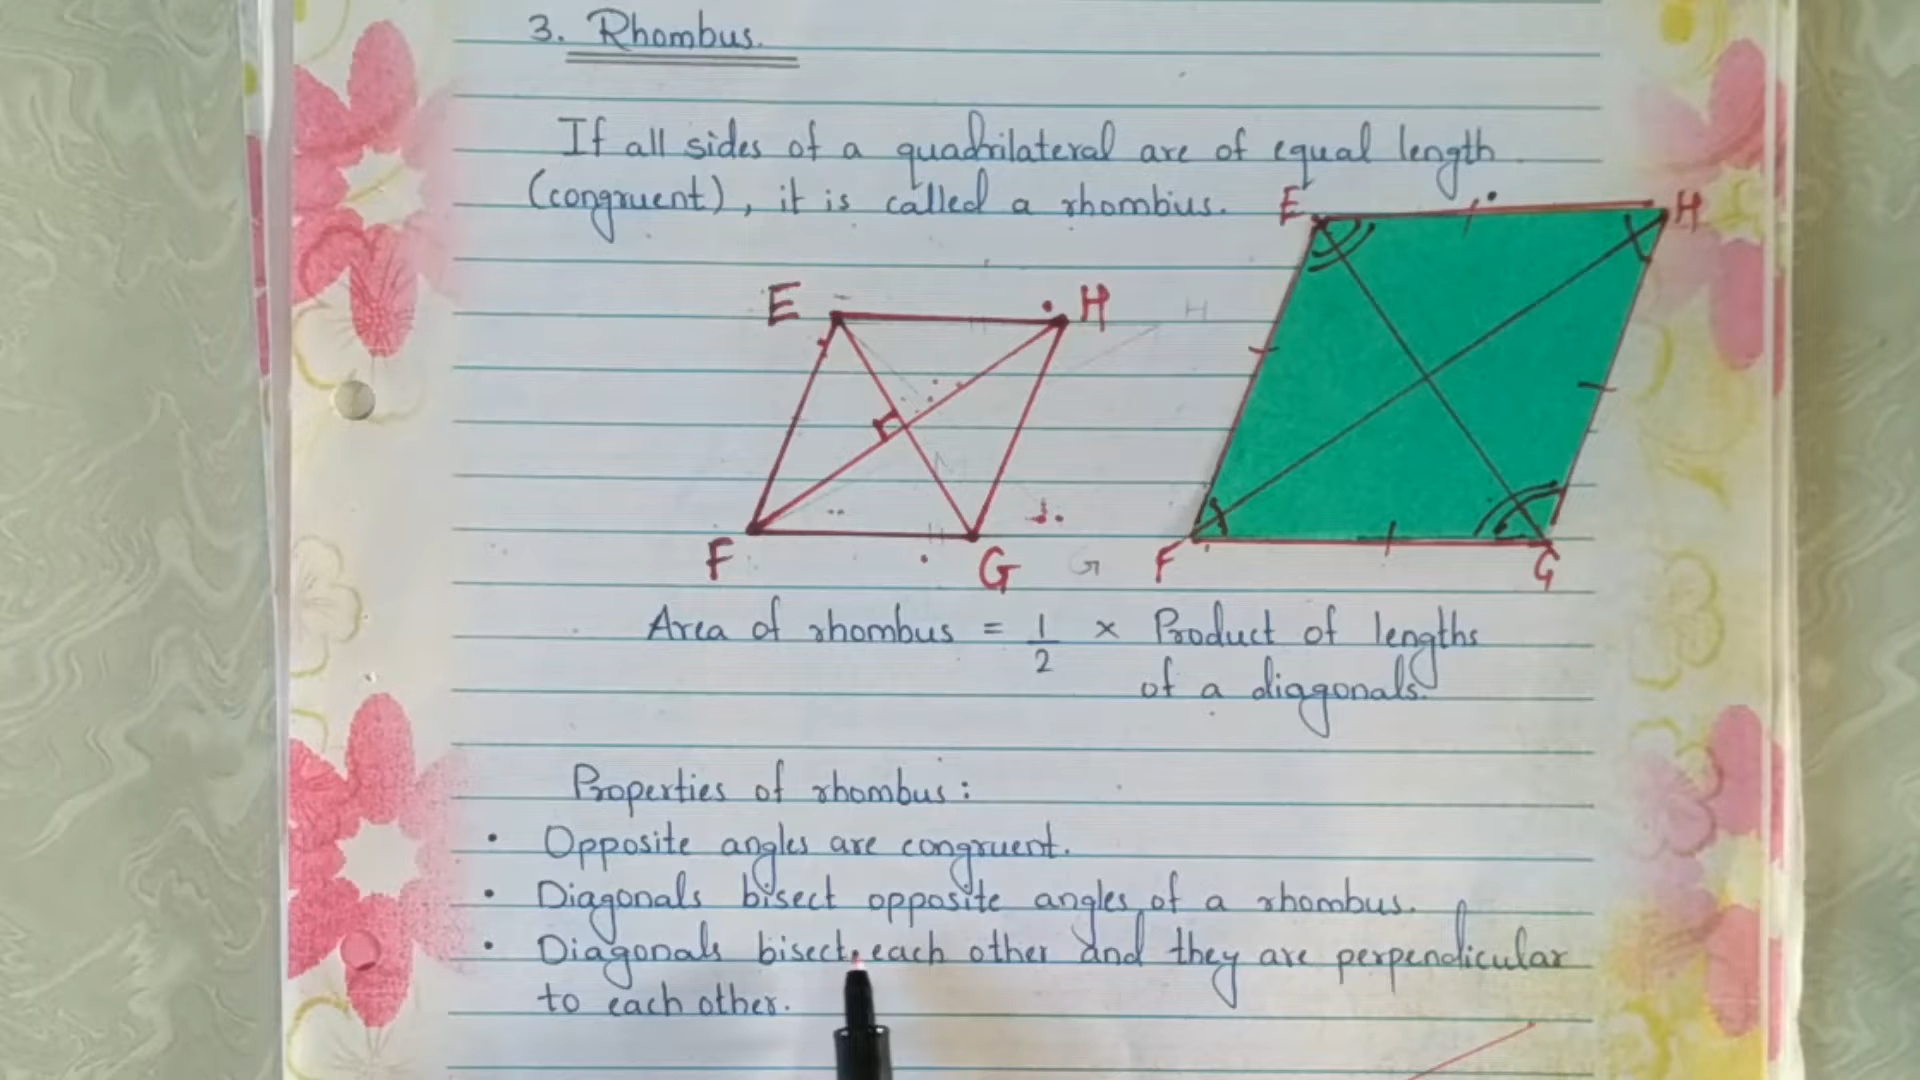 3. Rhombus.
If all sides of a quadrilateral are of equal length
(congruent), it is called a rhombus.
E H
E H H
F G G F G
Area of rhombus = 1/2 × Product of lengths
of a diagonals.
Properties of rhombus :
• Opposite angles are congruent.
• Diagonals bisect opposite angles of a rhombus.
• Diagonals bisect each other and they are perpendicular
to each other.